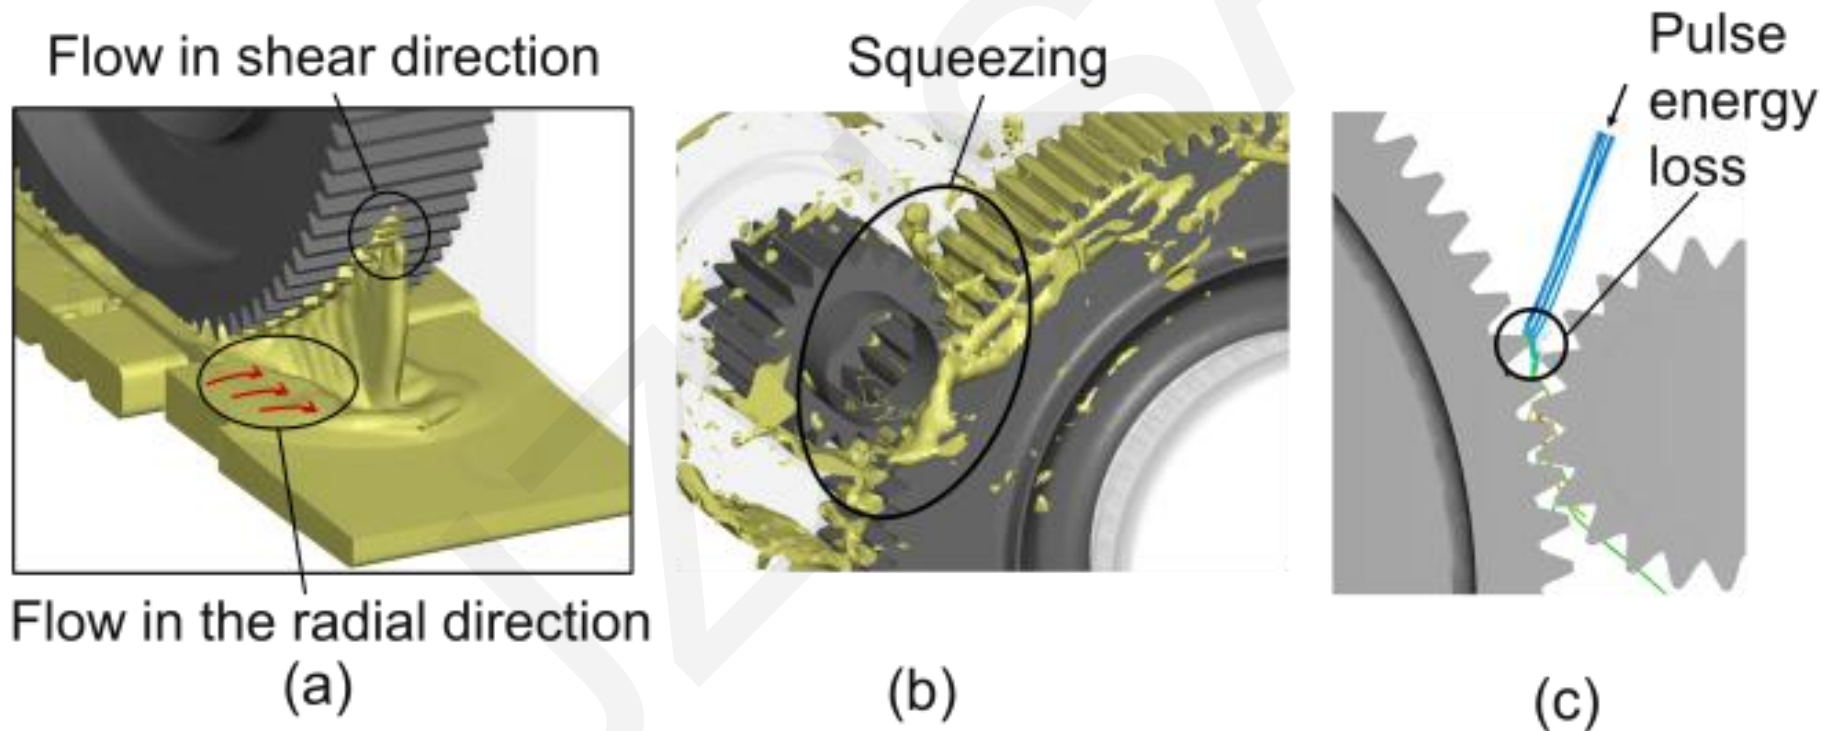 Flow in shear direction
Flow in the radial direction
(a)
Squeezing
(b)
Pulse
energy
loss
(c)